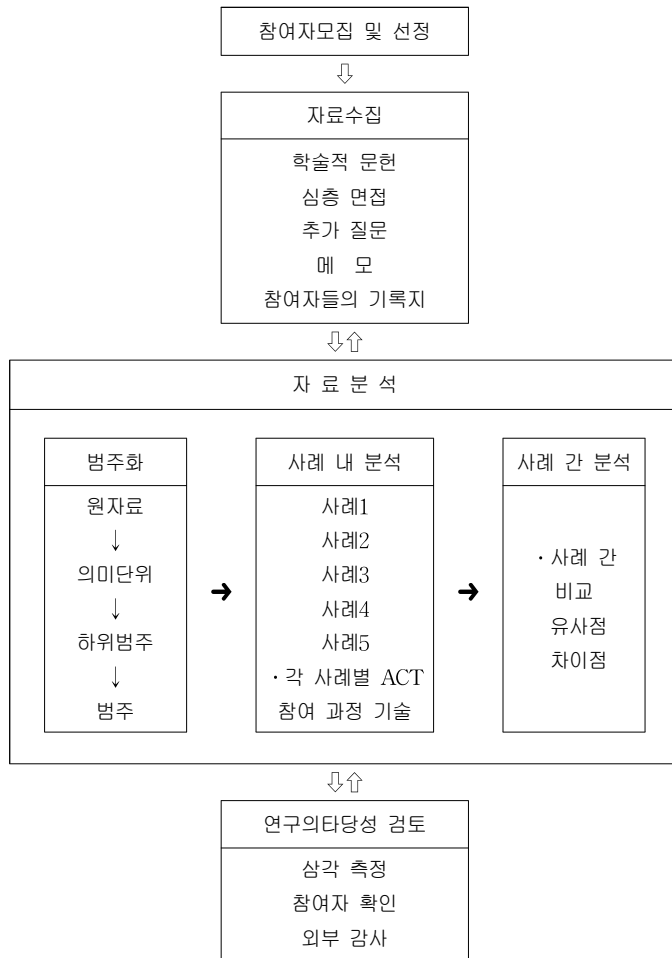 참여자모집 및 선정
⇩
자료수집
학술적 문헌
심층 면접
추가 질문
메 모
참여자들의 기록지
⇩⇧
자 료 분 석
범주화
원자료
↓
의미단위
↓
하위범주
↓
범주
➜
사례 내 분석
사례1
사례2
사례3
사례4
사례5
·각 사례별 ACT
참여 과정 기술
➜
사례 간 분석
·사례 간
비교
유사점
차이점
⇩⇧
연구의타당성 검토
삼각 측정
참여자 확인
외부 감사